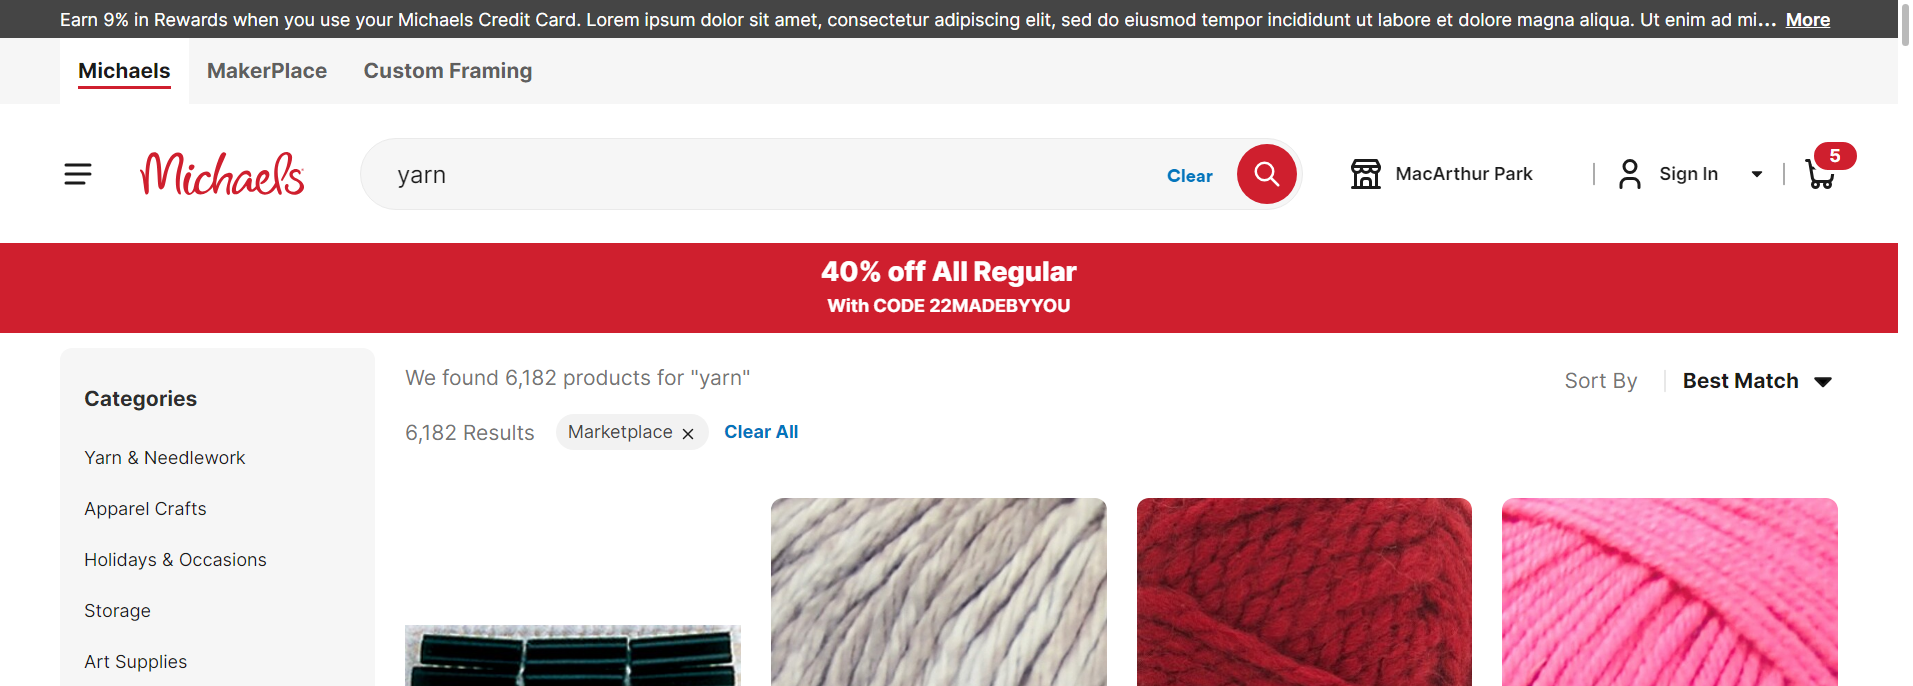 Earn 9% in Rewards when you use your Michaels Credit Card. Lorem ipsum dolor sit amet, consectetur adipiscing elit, sed do eiusmod tempor incididunt ut labore et dolore magna aliqua. Ut enim ad mi... More
Michaels MakerPlace Custom Framing
Michaels
yarn Clear MacArthur Park Sign In 5
40% off All Regular
With CODE 22MADEBYYOU
We found 6,182 products for "yarn" Sort By Best Match
Categories
6,182 Results Marketplace Clear All
Yarn & Needlework
Apparel Crafts
Holidays & Occasions
Storage
Art Supplies